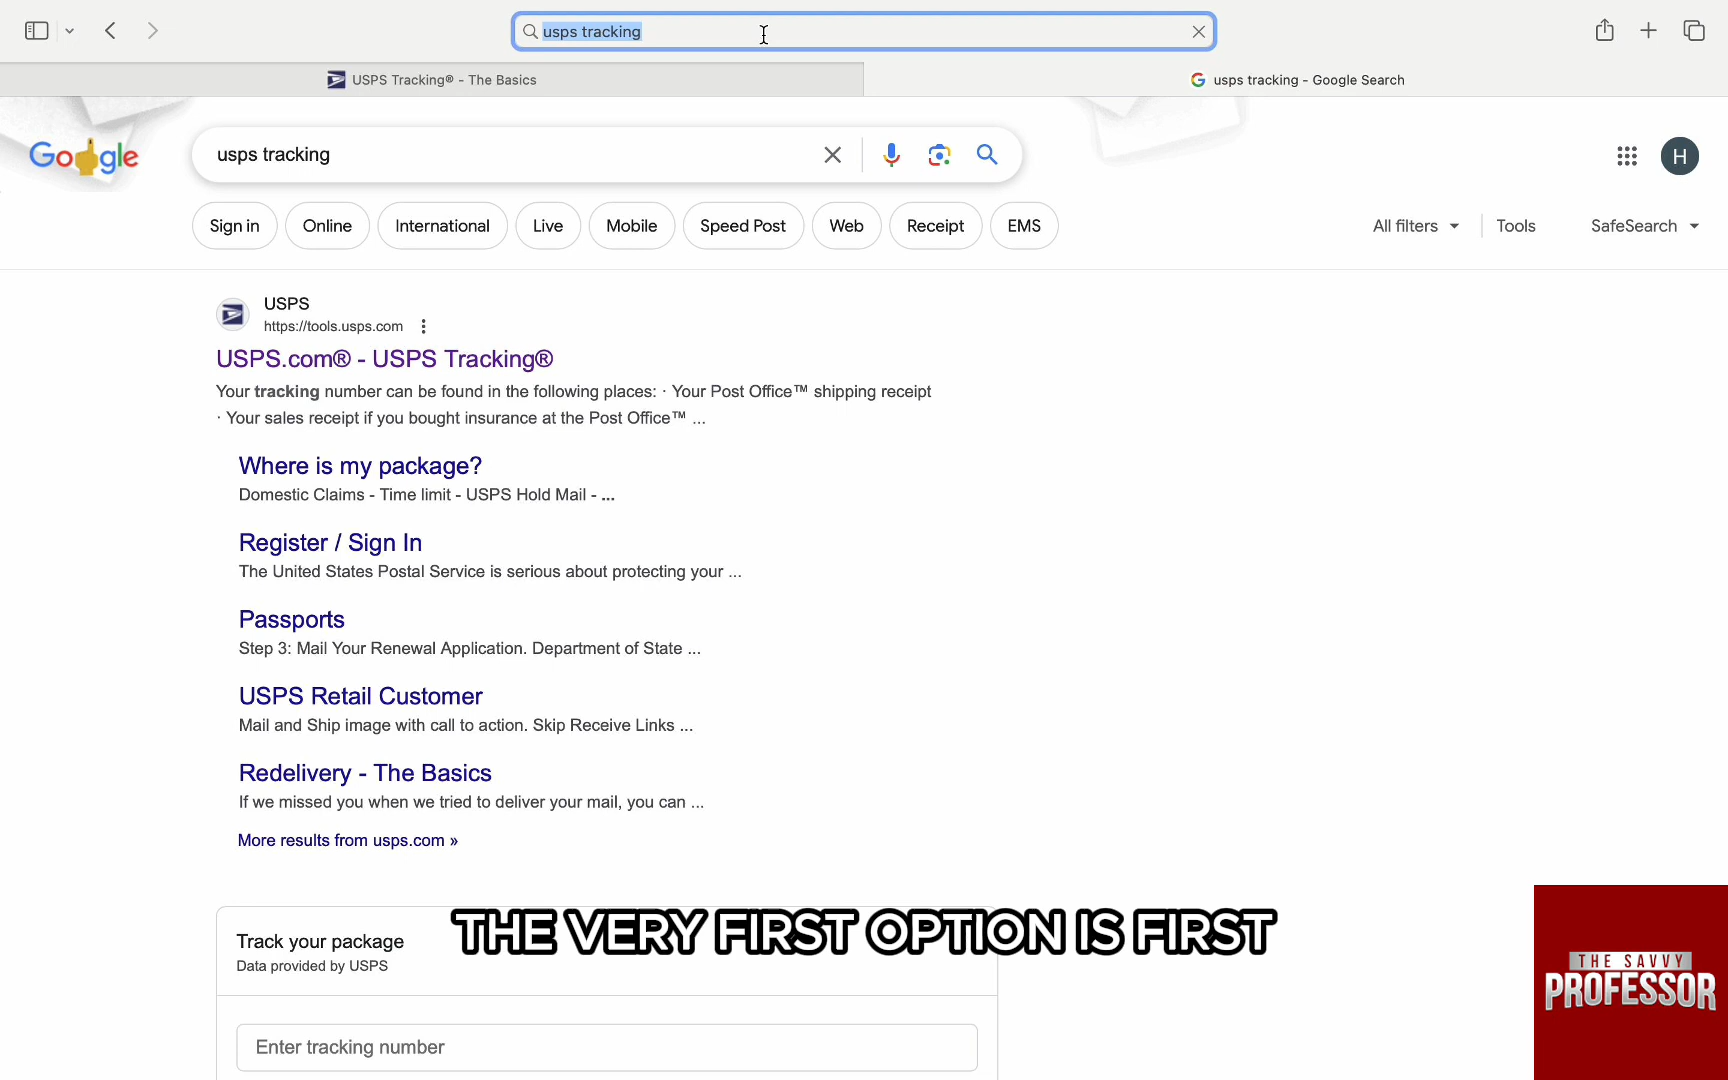 usps tracking
USPS Tracking® - The Basics
usps tracking - Google Search
Google
usps tracking
H
Sign in
Online
International
Live
Mobile
Speed Post
Web
Receipt
EMS
All filters
Tools
SafeSearch
USPS
https://tools.usps.com
USPS.com® - USPS Tracking®
Your tracking number can be found in the following places: · Your Post Office™ shipping receipt
· Your sales receipt if you bought insurance at the Post Office™ ...
Where is my package?
Domestic Claims - Time limit - USPS Hold Mail - ...
Register / Sign In
The United States Postal Service is serious about protecting your ...
Passports
Step 3: Mail Your Renewal Application. Department of State ...
USPS Retail Customer
Mail and Ship image with call to action. Skip Receive Links ...
Redelivery - The Basics
If we missed you when we tried to deliver your mail, you can ...
More results from usps.com »
THE VERY FIRST OPTION IS FIRST
Track your package
Data provided by USPS
Enter tracking number
THE SAVVY
PROFESSOR